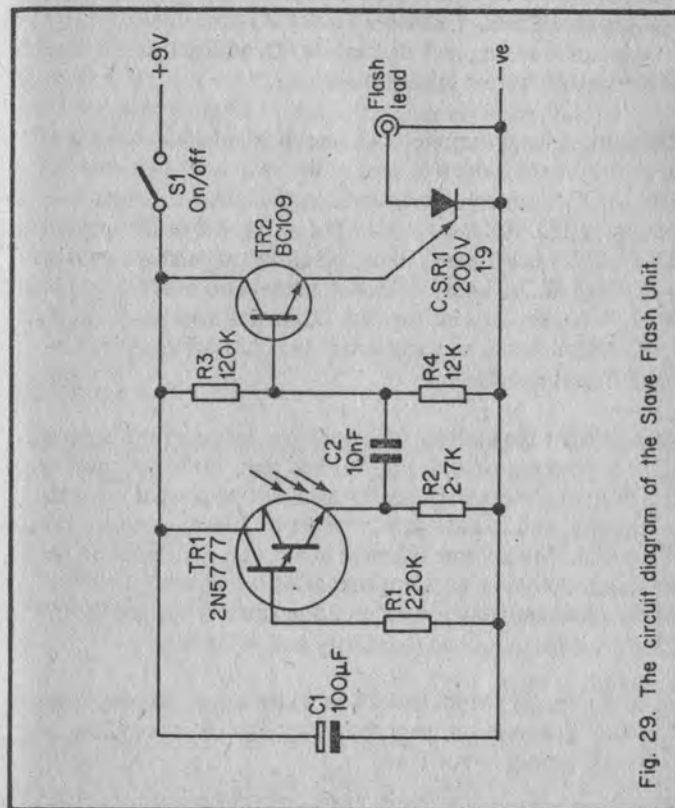 +9V
S1
On/off
TR2
BC109
R3
120K
TR1
2N57777
C1
100µF
R1
220K
C2
10nF
R2
2·7K
R4
12K
C.S.R.1
200V
1·9
Flash
lead
–ve
Fig. 29. The circuit diagram of the Slave Flash Unit.